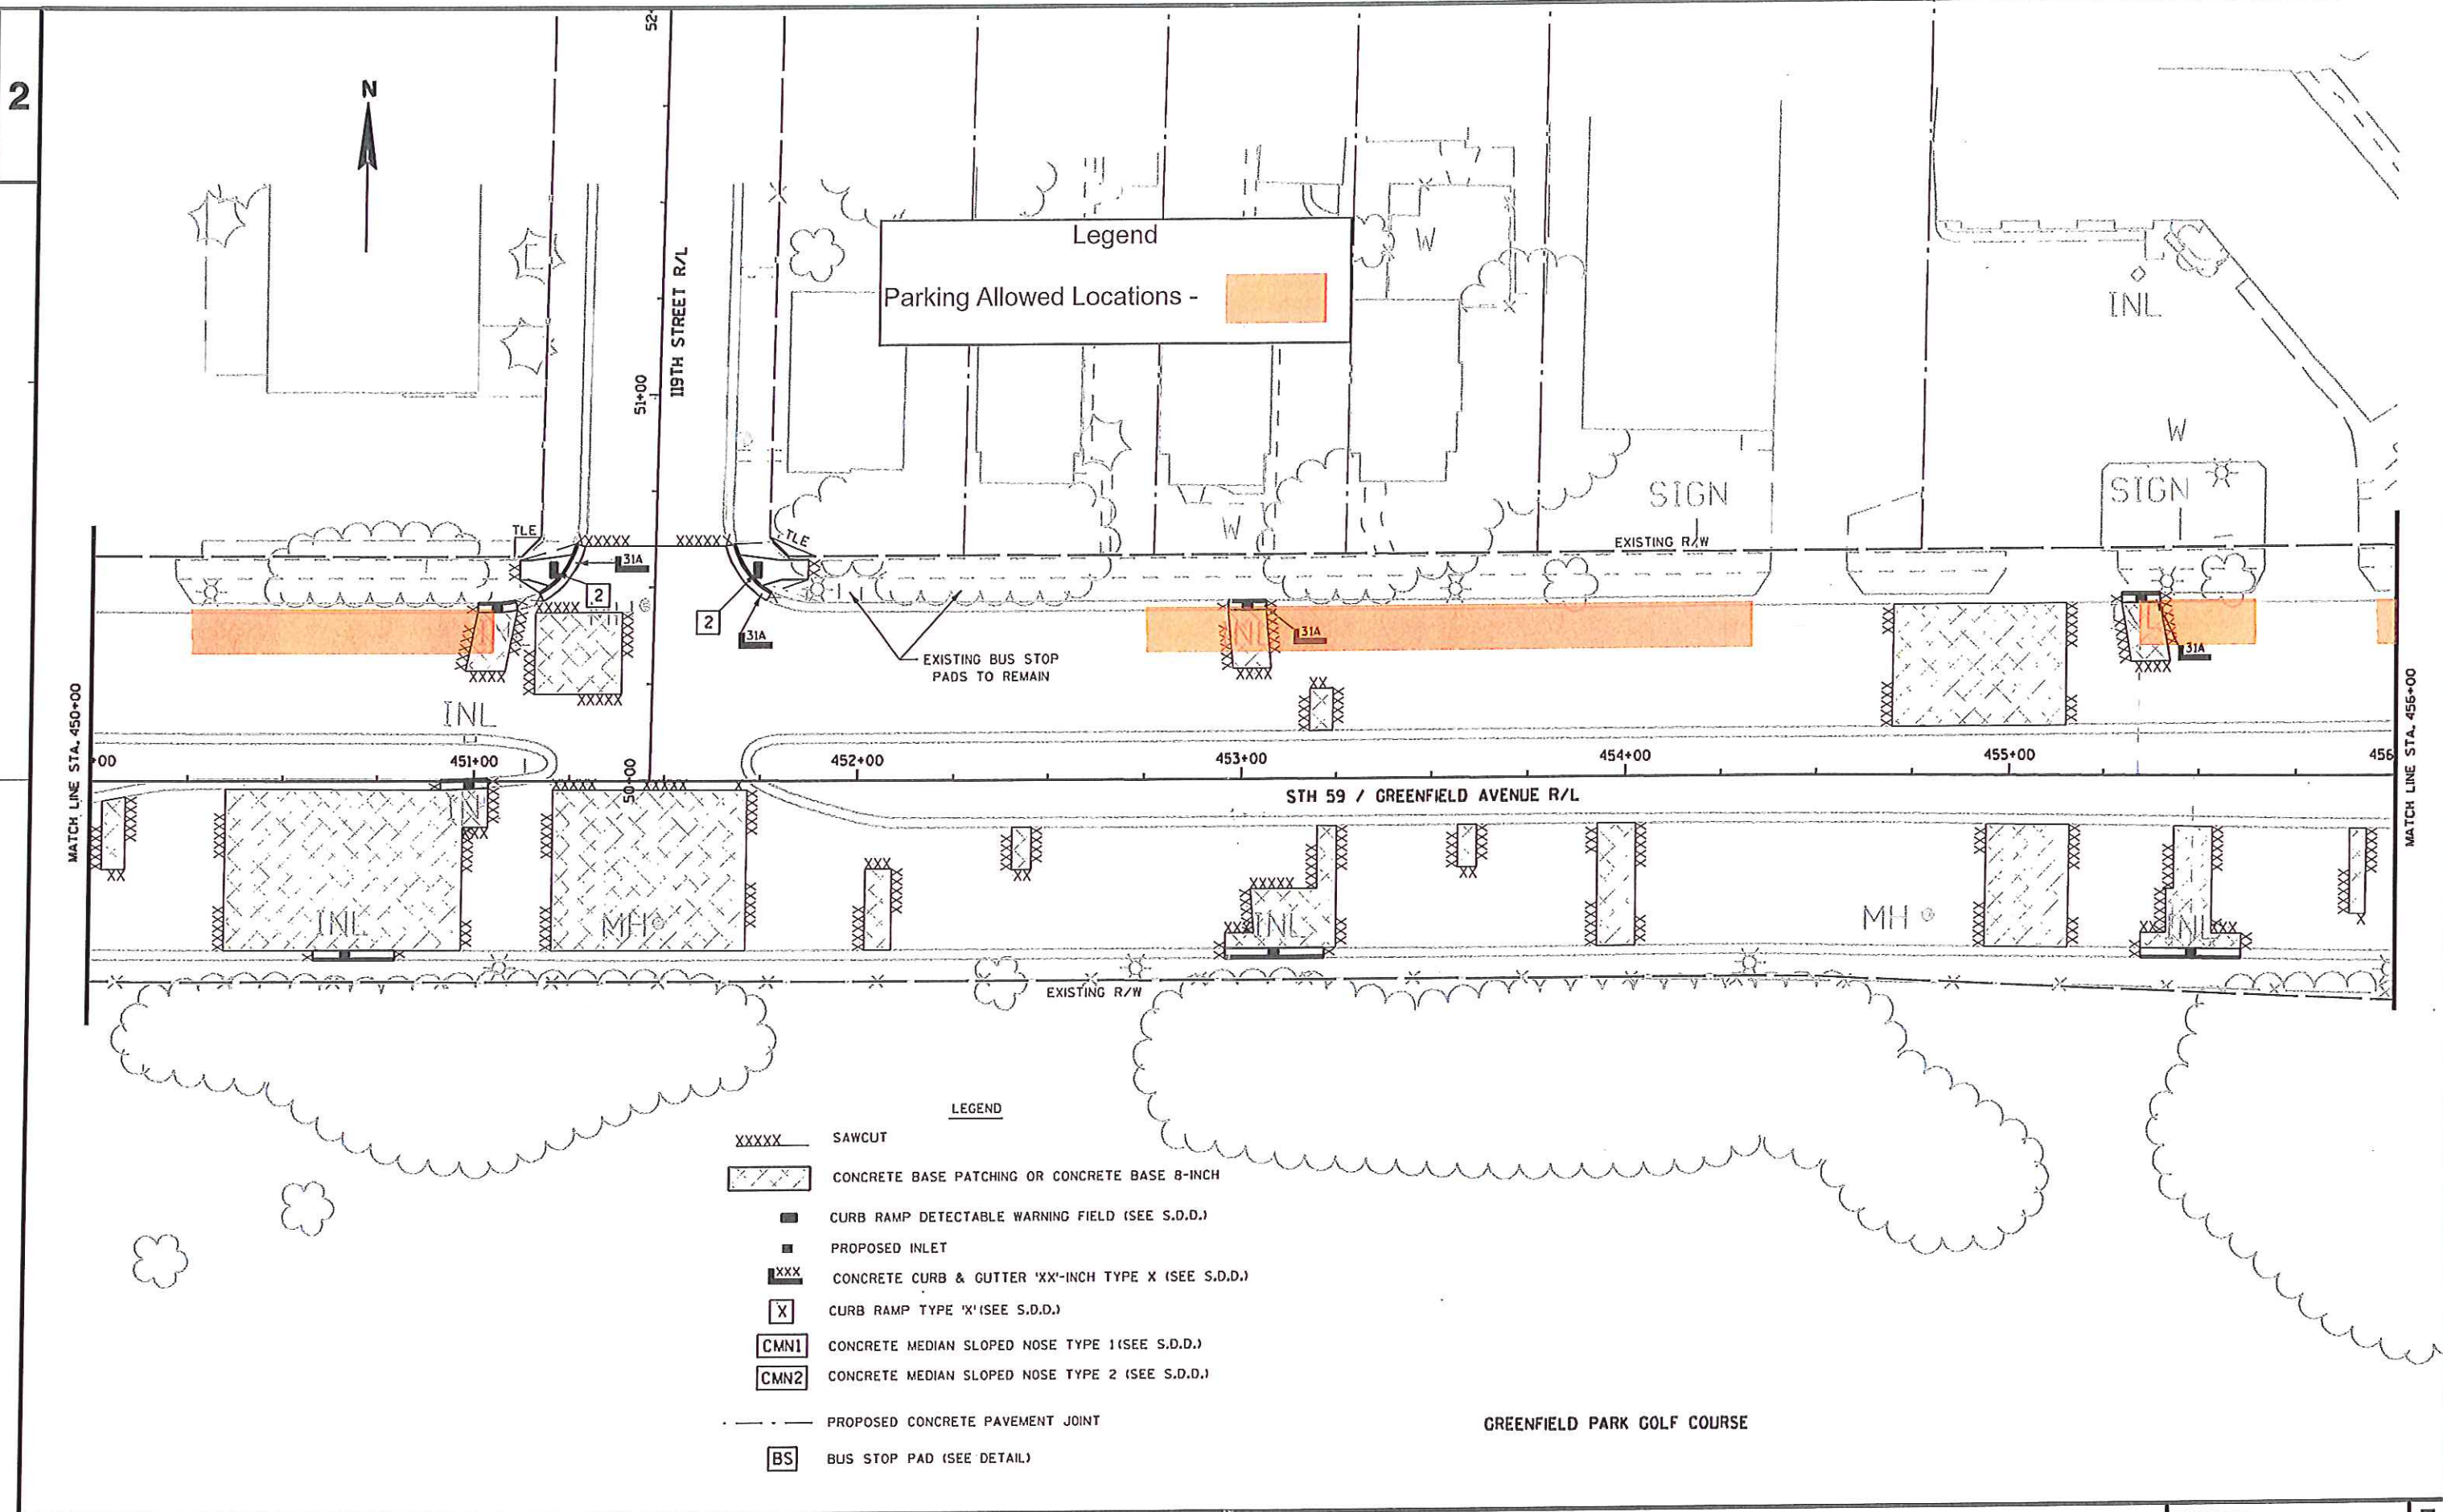 2
N
52
119TH STREET R/L
51+00
Legend
Parking Allowed Locations -
W
INL
W
SIGN
SIGN
W
TLE
TLE
EXISTING R/W
31A
2
2
31A
INL
31A
31A
EXISTING BUS STOP
PADS TO REMAIN
INL
MATCH LINE STA. 450+00
+00
451+00
50+00
452+00
453+00
454+00
455+00
456
MATCH LINE STA. 456+00
STH 59 / GREENFIELD AVENUE R/L
IN
INL
MH
INL
MH
INL
EXISTING R/W
LEGEND
XXXXX SAWCUT
CONCRETE BASE PATCHING OR CONCRETE BASE 8-INCH
CURB RAMP DETECTABLE WARNING FIELD (SEE S.D.D.)
PROPOSED INLET
XXX CONCRETE CURB & GUTTER 'XX'-INCH TYPE X (SEE S.D.D.)
X CURB RAMP TYPE 'X' (SEE S.D.D.)
CMN1 CONCRETE MEDIAN SLOPED NOSE TYPE 1 (SEE S.D.D.)
CMN2 CONCRETE MEDIAN SLOPED NOSE TYPE 2 (SEE S.D.D.)
PROPOSED CONCRETE PAVEMENT JOINT
BS BUS STOP PAD (SEE DETAIL)
GREENFIELD PARK GOLF COURSE